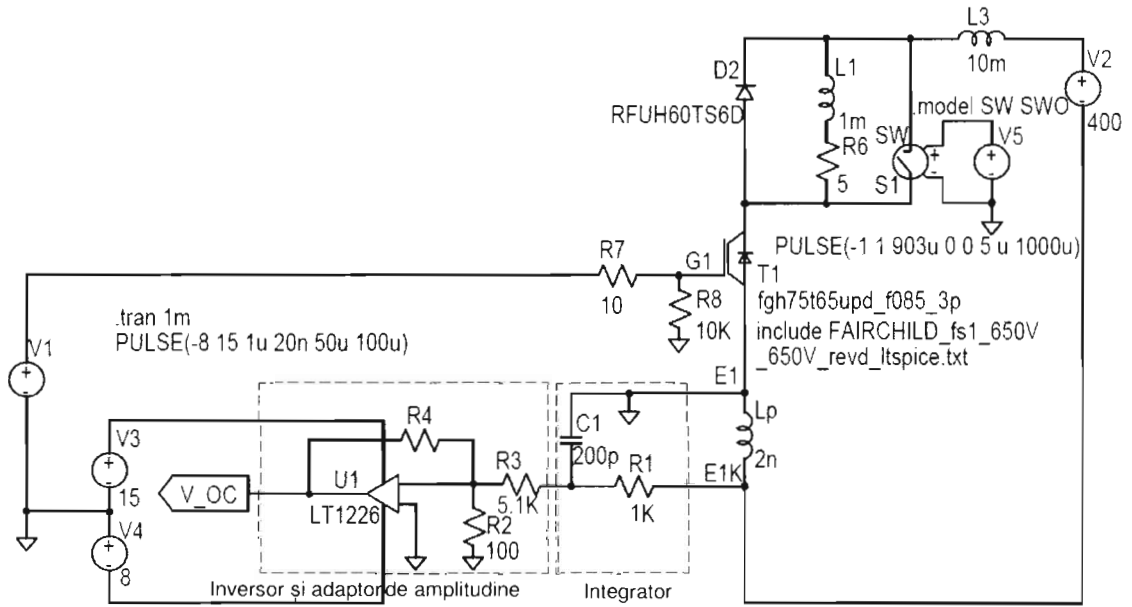 L3
10m
V2
400
D2
RFUH60TS6D
L1
1m
R6
5
.model SW SWO
SW
S1
V5
PULSE(-1 1 903u 0 0 5 u 1000u)
R7
10
G1
R8
10K
T1
fgh75t65upd_f085_3p
include FAIRCHILD_fs1_650V
_650V_revd_ltspice.txt
.tran 1m
PULSE(-8 15 1u 20n 50u 100u)
V1
E1
Lp
2n
E1K
C1
200p
R1
1K
R4
R3
5.1K
R2
100
U1
LT1226
V3
15
V_OC
V4
8
Inversor și adaptor de amplitudine
Integrator